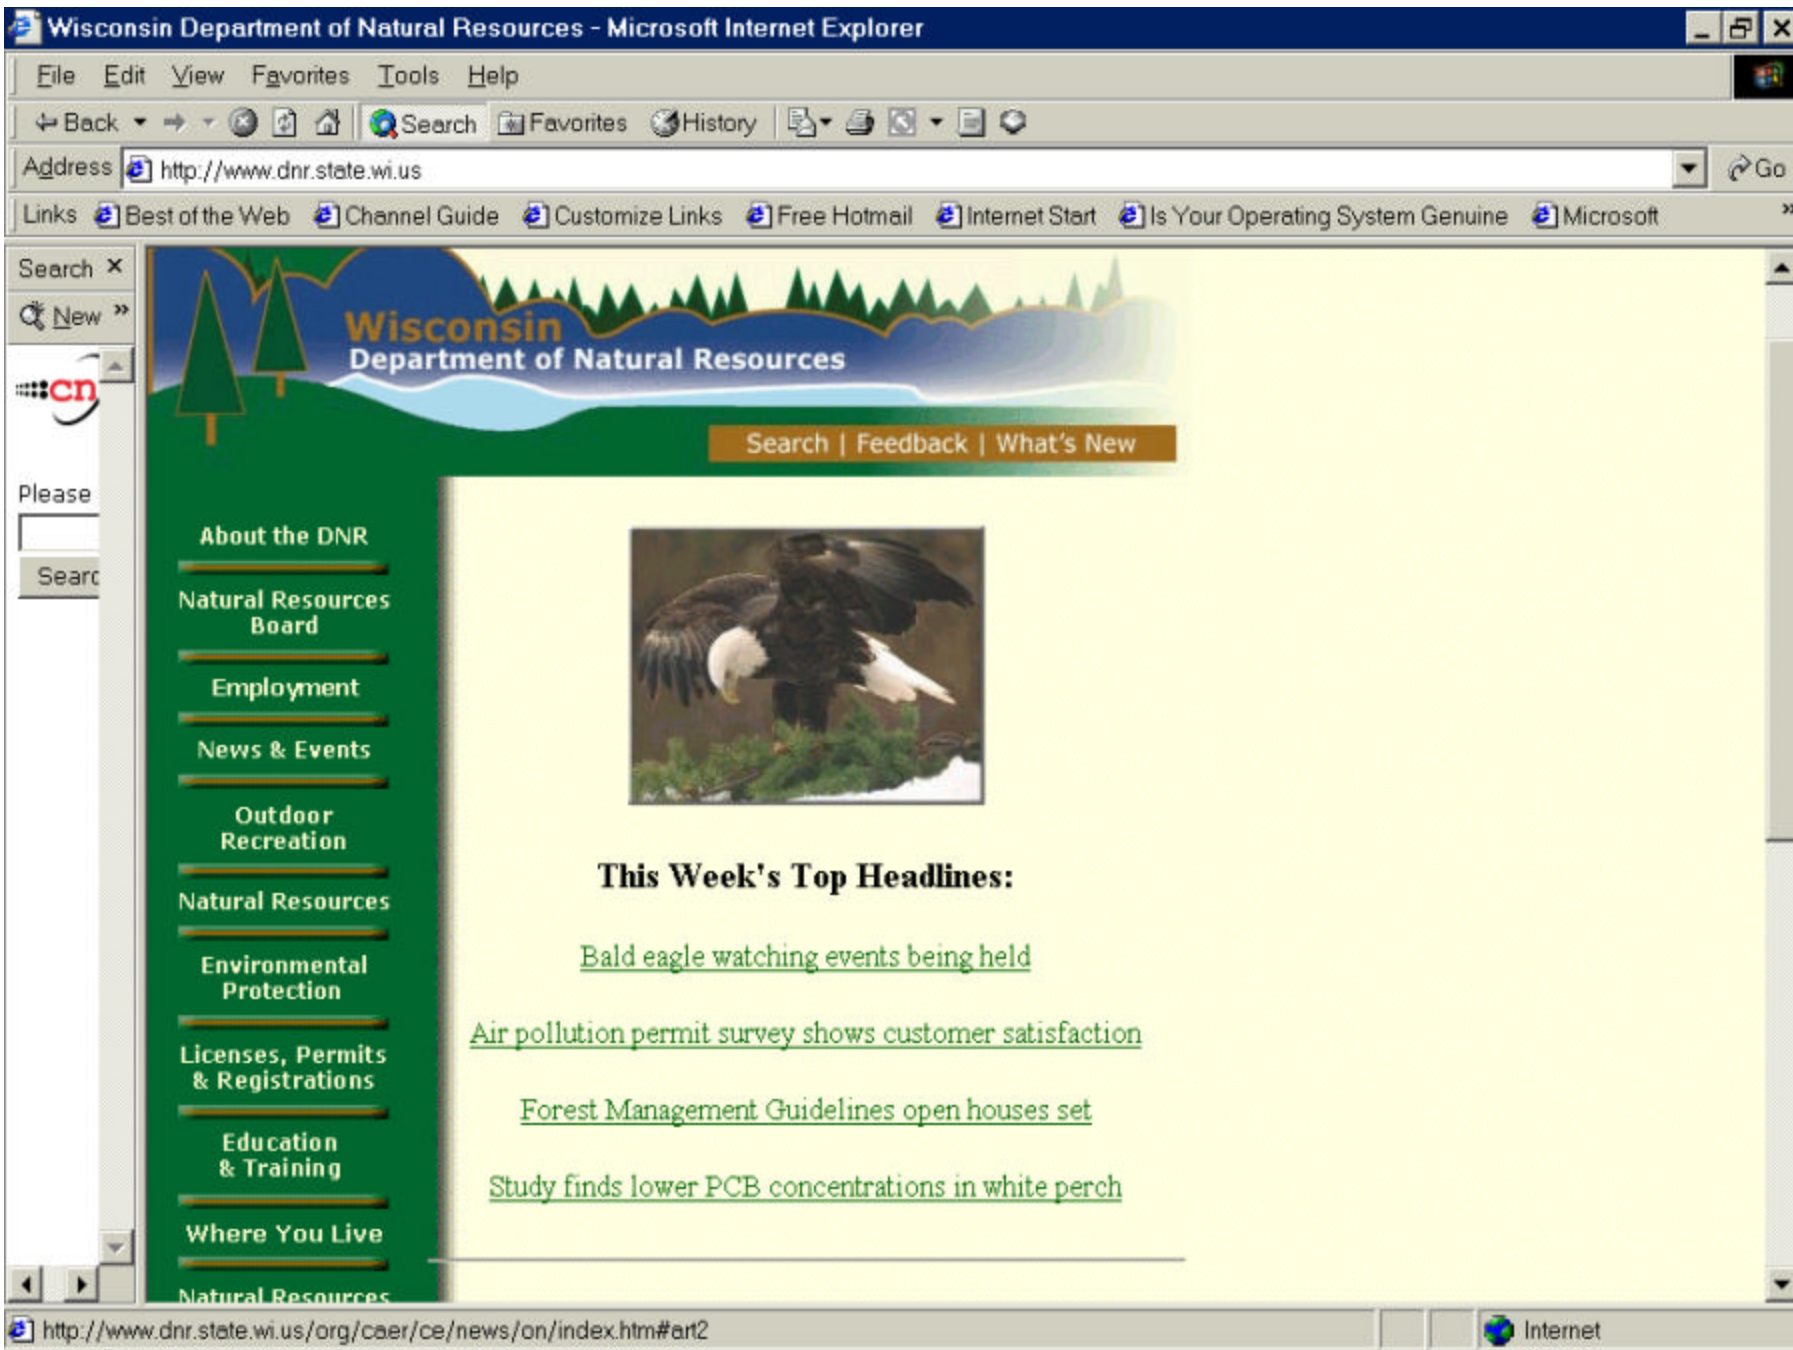 Wisconsin Department of Natural Resources - Microsoft Internet Explorer
File Edit View Favorites Tools Help
Back Search Favorites History
Address http://www.dnr.state.wi.us Go
Links Best of the Web Channel Guide Customize Links Free Hotmail Internet Start Is Your Operating System Genuine Microsoft »
Search ×
New »
cn
Please
Searc
Wisconsin
Department of Natural Resources
Search | Feedback | What's New
About the DNR
Natural Resources
Board
Employment
News & Events
Outdoor
Recreation
Natural Resources
Environmental
Protection
Licenses, Permits
& Registrations
Education
& Training
Where You Live
Natural Resources
This Week's Top Headlines:
Bald eagle watching events being held
Air pollution permit survey shows customer satisfaction
Forest Management Guidelines open houses set
Study finds lower PCB concentrations in white perch
http://www.dnr.state.wi.us/org/caer/ce/news/on/index.htm#art2 Internet